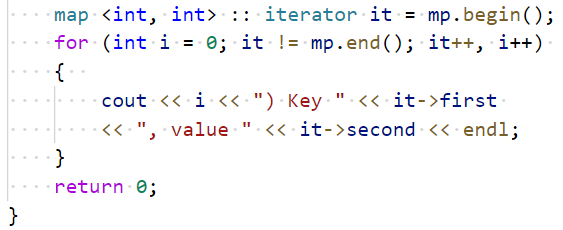 map <int, int> :: iterator it = mp.begin();
for (int i = 0; it != mp.end(); it++, i++)
{
cout << i << ") Key " << it->first
<< ", value " << it->second << endl;
}
return 0;
}